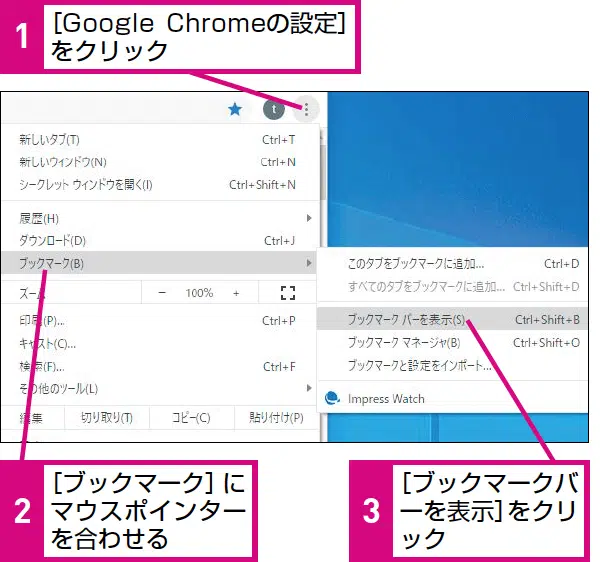 1
[Google Chromeの設定]
をクリック
t
新しいタブ(T) Ctrl+T
新しいウィンドウ(N) Ctrl+N
シークレット ウィンドウを開く(I) Ctrl+Shift+N
履歴(H)
ダウンロード(D) Ctrl+J
ブックマーク(B)
ズーム － 100% +
印刷(P)... Ctrl+P
キャスト(C)...
検索(F)... Ctrl+F
その他のツール(L)
編集 切り取り(T) コピー(C) 貼り付け(P)
このタブをブックマークに追加... Ctrl+D
すべてのタブをブックマークに追加... Ctrl+Shift+D
ブックマーク バーを表示(S) Ctrl+Shift+B
ブックマーク マネージャ(B) Ctrl+Shift+O
ブックマークと設定をインポート...
Impress Watch
2
[ブックマーク]に
マウスポインター
を合わせる
3
[ブックマークバ
ーを表示]をクリ
ック